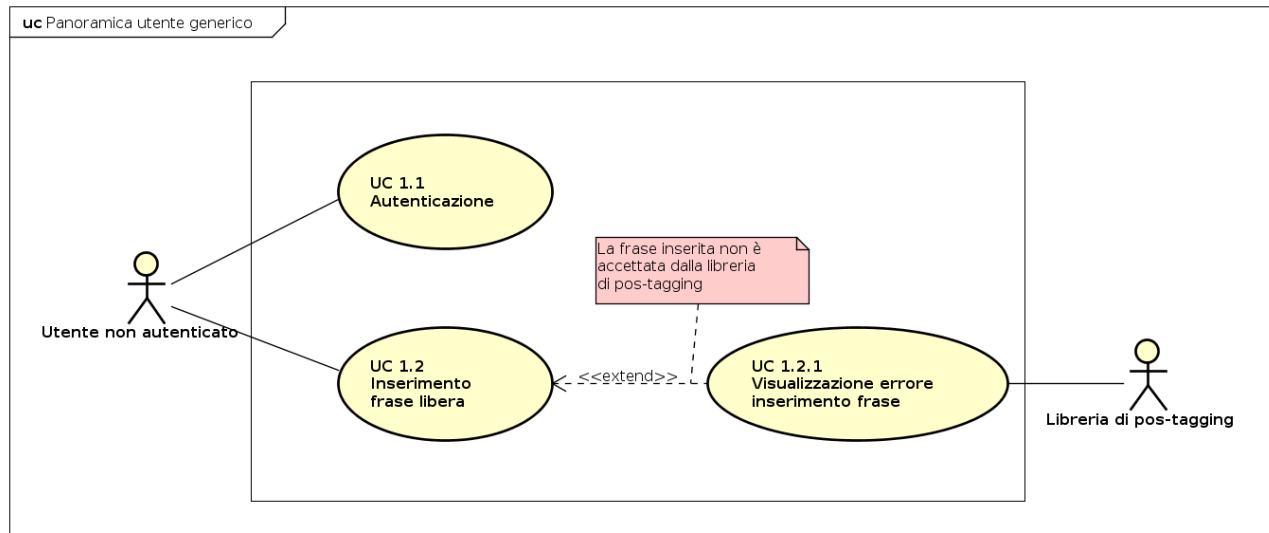 uc Panoramica utente generico
UC 1.1
Autenticazione
La frase inserita non è
accettata dalla libreria
di pos-tagging
Utente non autenticato
UC 1.2
Inserimento
frase libera
<<extend>>
UC 1.2.1
Visualizzazione errore
inserimento frase
Libreria di pos-tagging